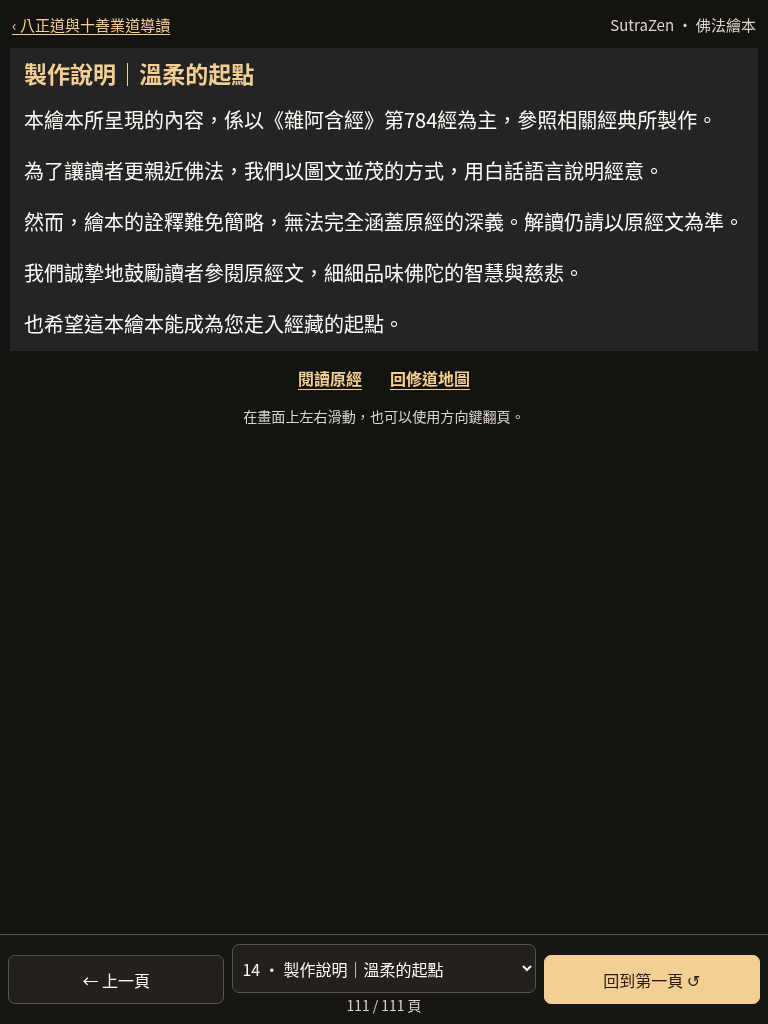 ‹ 八正道與十善業道導讀
SutraZen · 佛法繪本
製作說明｜溫柔的起點
本繪本所呈現的內容，係以《雜阿含經》第784經為主，參照相關經典所製作。
為了讓讀者更親近佛法，我們以圖文並茂的方式，用白話語言說明經意。
然而，繪本的詮釋難免簡略，無法完全涵蓋原經的深義。解讀仍請以原經文為準。
我們誠摯地鼓勵讀者參閱原經文，細細品味佛陀的智慧與慈悲。
也希望這本繪本能成為您走入經藏的起點。
閱讀原經 回修道地圖
在畫面上左右滑動，也可以使用方向鍵翻頁。
← 上一頁
14 · 製作說明｜溫柔的起點
回到第一頁 ↺
111 / 111 頁